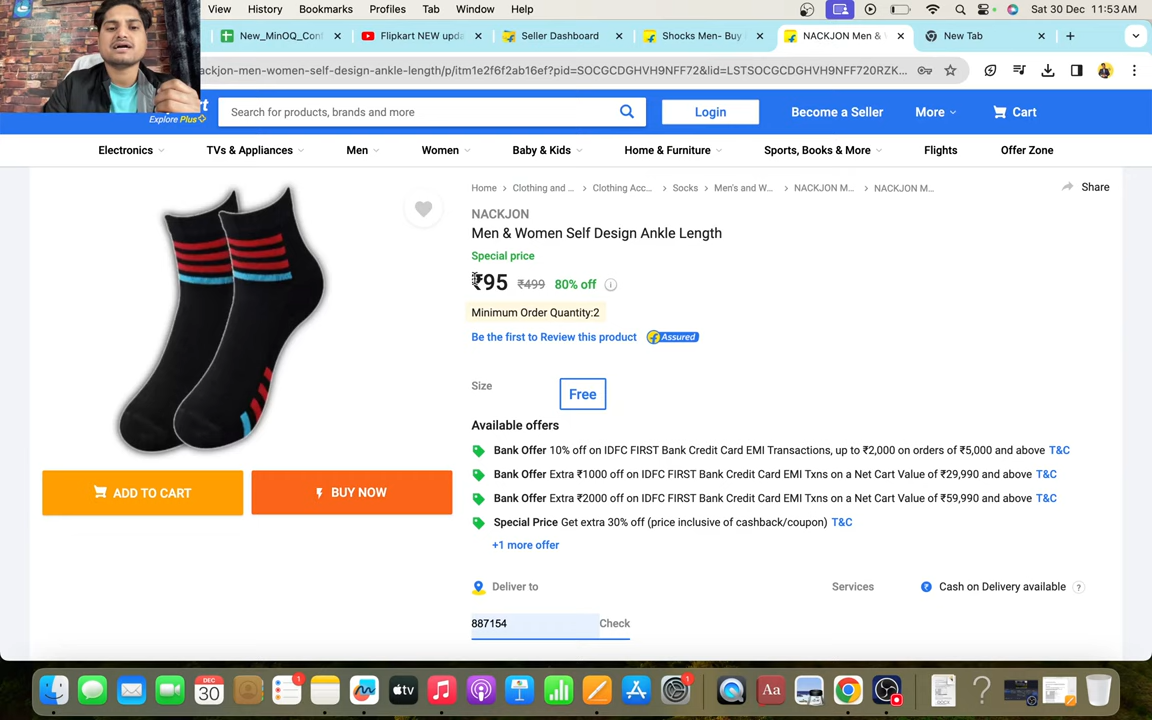 View History Bookmarks Profiles Tab Window Help Sat 30 Dec 11:53 AM
New_MinOQ_Conf Flipkart NEW upda Seller Dashboard Shocks Men- Buy NACKJON Men & New Tab
ackjon-men-women-self-design-ankle-length/p/itm1e2f6f2ab16ef?pid=SOCGCDGHVH9NFF72&lid=LSTSOCGCDGHVH9NFF720RZK...
Explore Plus
Search for products, brands and more
Login
Become a Seller
More
Cart
Electronics TVs & Appliances Men Women Baby & Kids Home & Furniture Sports, Books & More Flights Offer Zone
Home Clothing and ... Clothing Acc... Socks Men's and W... NACKJON M... NACKJON M...
Share
NACKJON
Men & Women Self Design Ankle Length
Special price
₹95 ₹499 80% off
Minimum Order Quantity:2
Be the first to Review this product Assured
Size
Free
Available offers
Bank Offer 10% off on IDFC FIRST Bank Credit Card EMI Transactions, up to ₹2,000 on orders of ₹5,000 and above T&C
Bank Offer Extra ₹1000 off on IDFC FIRST Bank Credit Card EMI Txns on a Net Cart Value of ₹29,990 and above T&C
Bank Offer Extra ₹2000 off on IDFC FIRST Bank Credit Card EMI Txns on a Net Cart Value of ₹59,990 and above T&C
Special Price Get extra 30% off (price inclusive of cashback/coupon) T&C
+1 more offer
ADD TO CART
BUY NOW
Deliver to
Services
Cash on Delivery available ?
887154
Check
DEC
30
1
tv
Aa
1
?